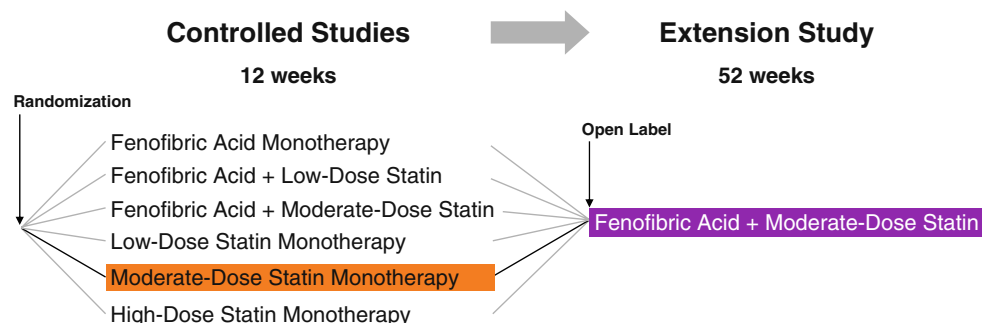 Controlled Studies
Extension Study
12 weeks
52 weeks
Randomization
Open Label
Fenofibric Acid Monotherapy
Fenofibric Acid + Low-Dose Statin
Fenofibric Acid + Moderate-Dose Statin
Low-Dose Statin Monotherapy
Moderate-Dose Statin Monotherapy
High-Dose Statin Monotherapy
Fenofibric Acid + Moderate-Dose Statin